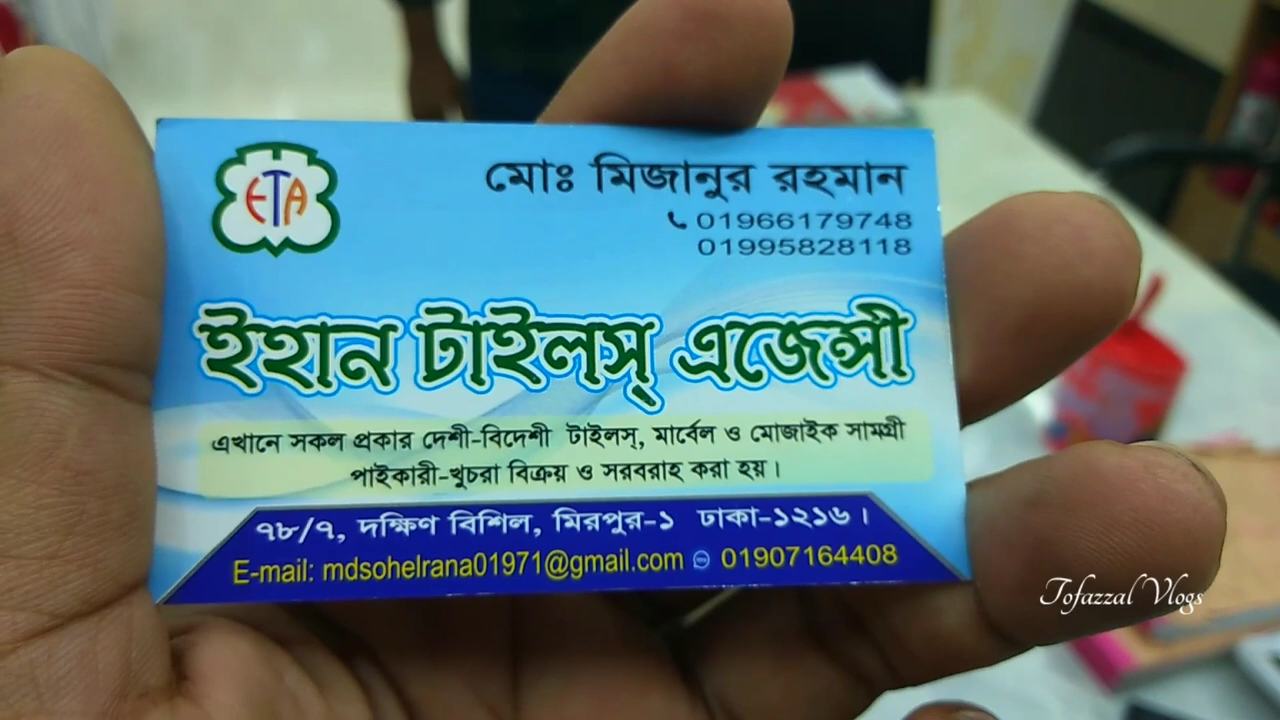 ETA
মোঃ মিজানুর রহমান
01966179748
01995828118
ইহান টাইলস্ এজেন্সী
এখানে সকল প্রকার দেশী-বিদেশী টাইলস্, মার্বেল ও মোজাইক সামগ্রী
পাইকারী-খুচরা বিক্রয় ও সরবরাহ করা হয়।
৭৮/৭, দক্ষিণ বিশিল, মিরপুর-১ ঢাকা-১২১৬।
E-mail: mdsohelrana01971@gmail.com 01907164408
Tofazzal Vlogs